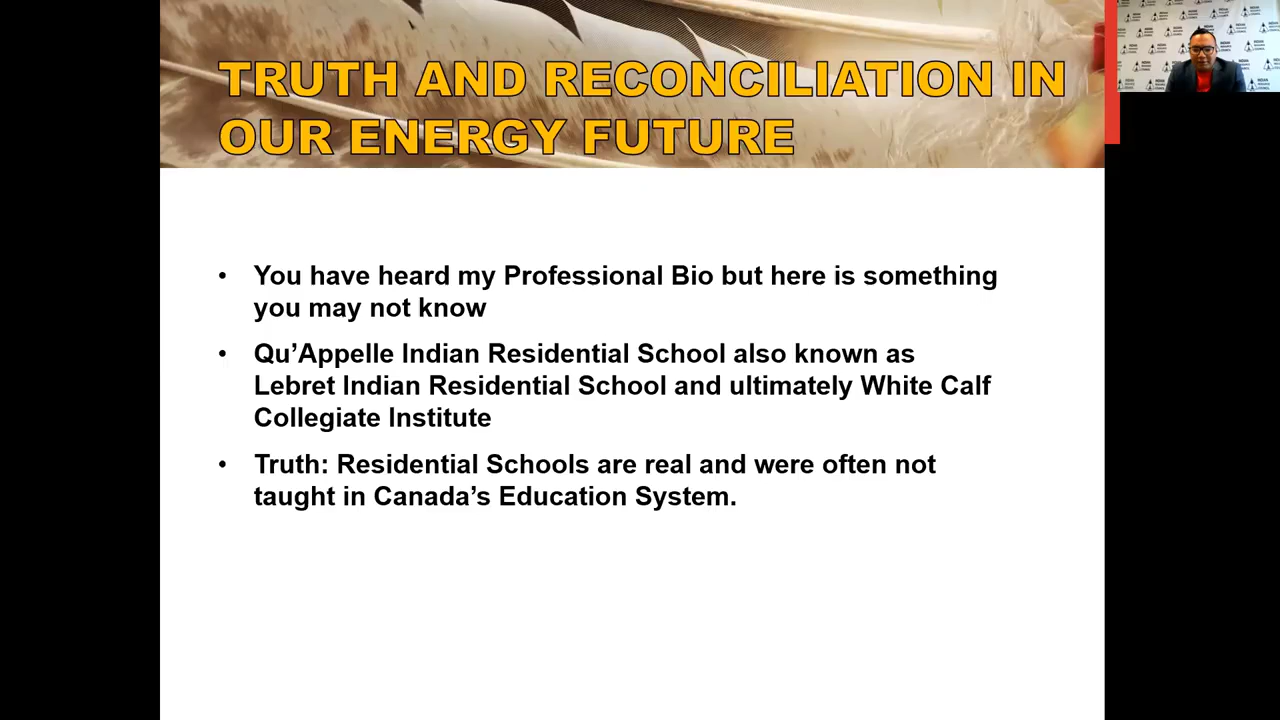 TRUTH AND RECONCILIATION IN
OUR ENERGY FUTURE
• You have heard my Professional Bio but here is something
you may not know
• Qu’Appelle Indian Residential School also known as
Lebret Indian Residential School and ultimately White Calf
Collegiate Institute
• Truth: Residential Schools are real and were often not
taught in Canada’s Education System.